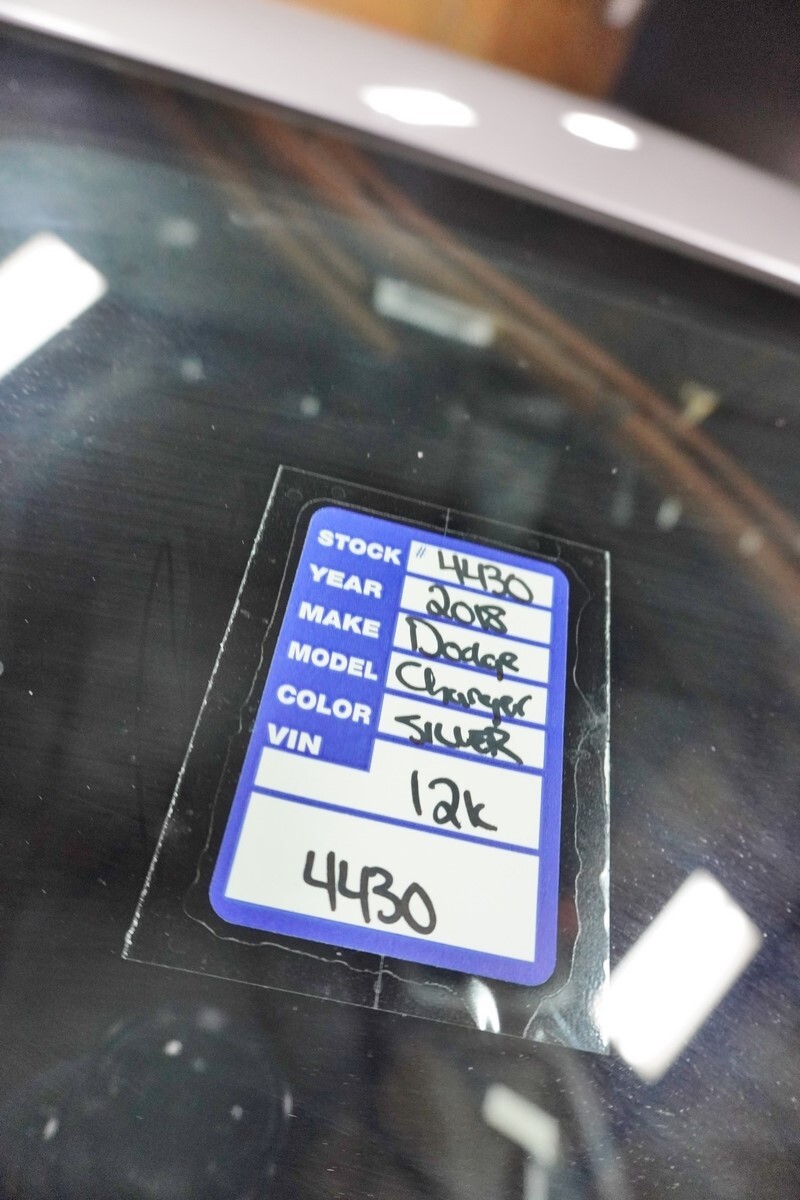 STOCK # 4430
YEAR 2018
MAKE Dodge
MODEL Charger
COLOR SILVER
VIN
12k
4430